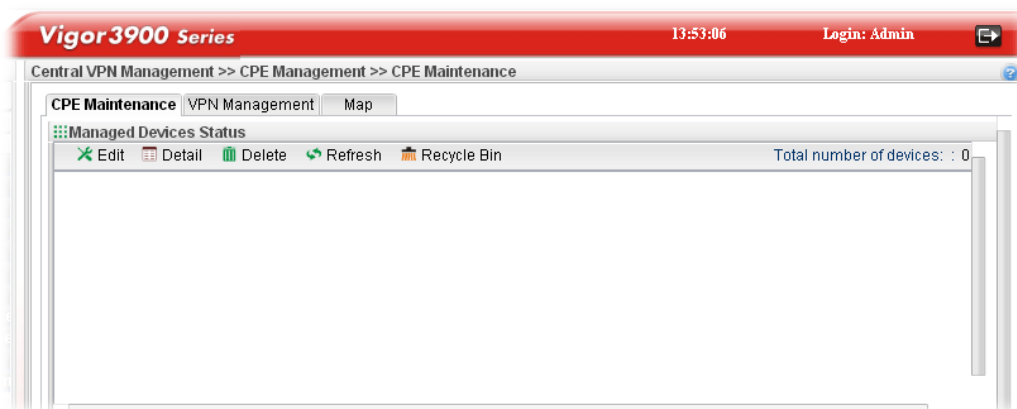 Vigor3900 Series 13:53:06 Login: Admin
Central VPN Management >> CPE Management >> CPE Maintenance
CPE Maintenance VPN Management Map
Managed Devices Status
Edit Detail Delete Refresh Recycle Bin Total number of devices: : 0